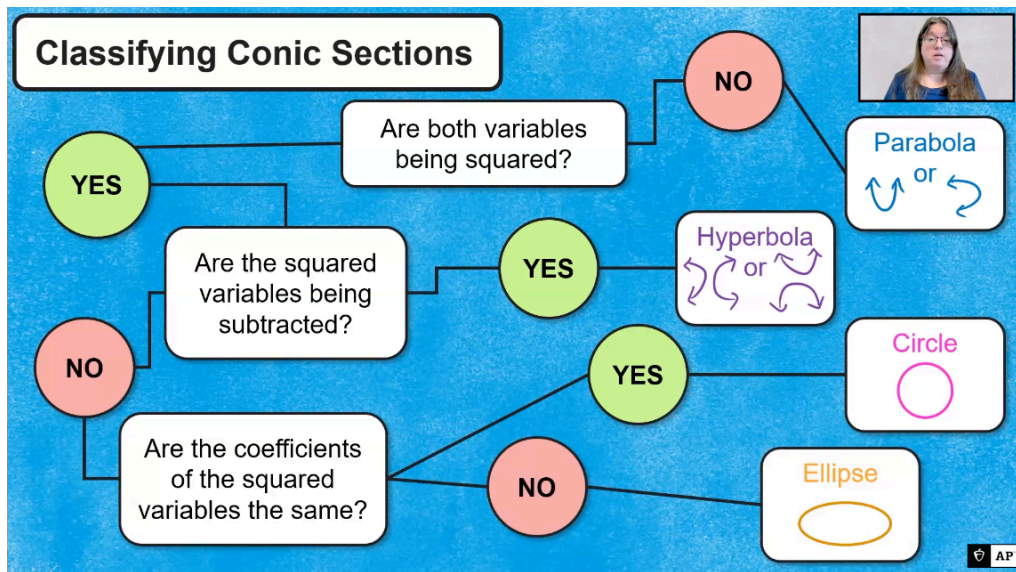 Classifying Conic Sections
Are both variables
being squared?
NO
Parabola
or
YES
Are the squared
variables being
subtracted?
YES
Hyperbola
or
NO
Are the coefficients
of the squared
variables the same?
YES
Circle
NO
Ellipse
AP